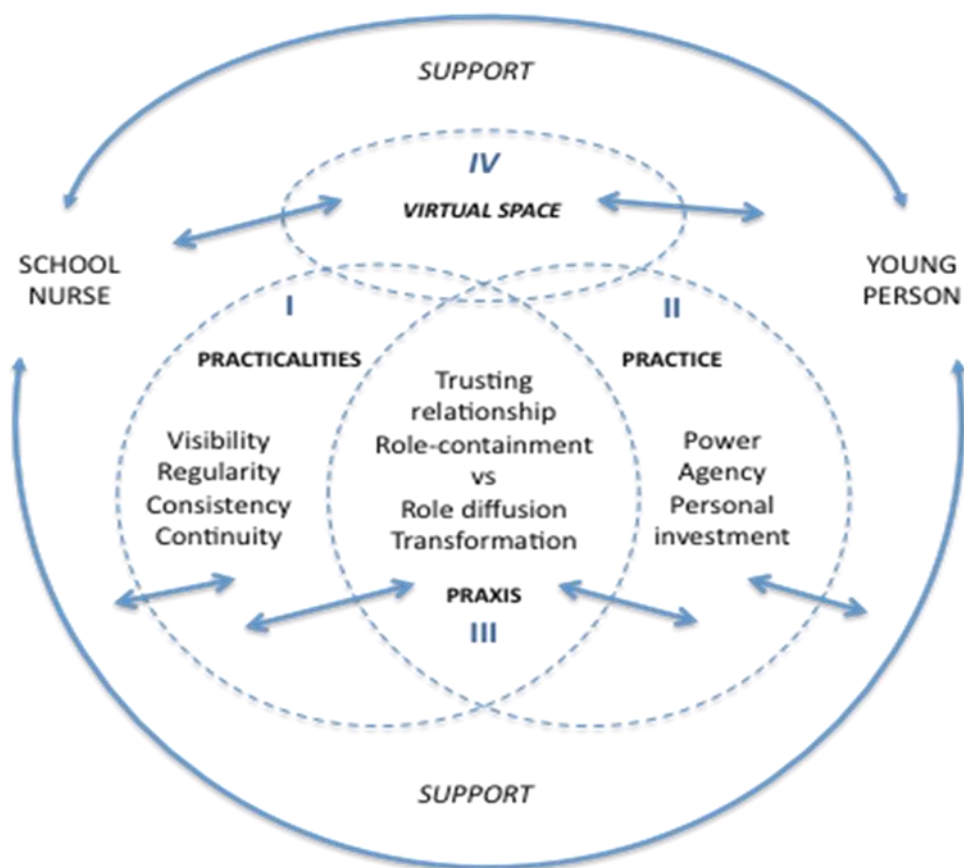 SUPPORT
IV
VIRTUAL SPACE
SCHOOL
NURSE
YOUNG
PERSON
I
II
PRACTICALITIES
PRACTICE
Visibility
Regularity
Consistency
Continuity
Trusting
relationship
Role-containment
vs
Role diffusion
Transformation
Power
Agency
Personal
investment
PRAXIS
III
SUPPORT